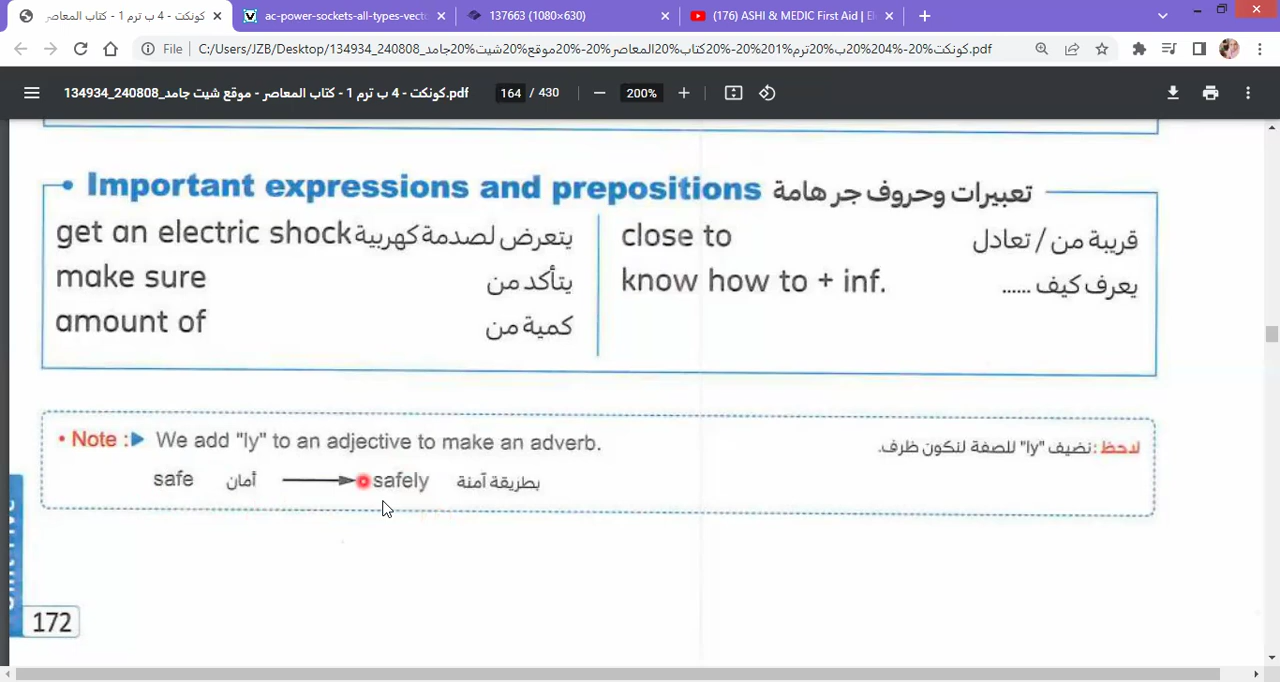 كونكت - 4 ب ترم 1 - كتاب المعاصر
ac-power-sockets-all-types-vecto
137663 (1080×630)
(176) ASHI & MEDIC First Aid | El
File
C:/Users/JZB/Desktop/134934_240808_كونكت%20-%204%20ب%20ترم%201%20-%20كتاب%20المعاصر%20-%20موقع%20شيت%20جامد.pdf
134934_240808_كونكت - 4 ب ترم 1 - كتاب المعاصر - موقع شيت جامد.pdf
164 / 430
200%
Important expressions and prepositions تعبيرات وحروف جر هامة
get an electric shock يتعرض لصدمة كهربية
make sure يتأكد من
amount of كمية من
close to قريبة من / تعادل
know how to + inf. يعرف كيف ......
• Note : We add "ly" to an adjective to make an adverb.
لاحظ : نضيف "ly" للصفة لنكون ظرف.
safe أمان safely بطريقة آمنة
172